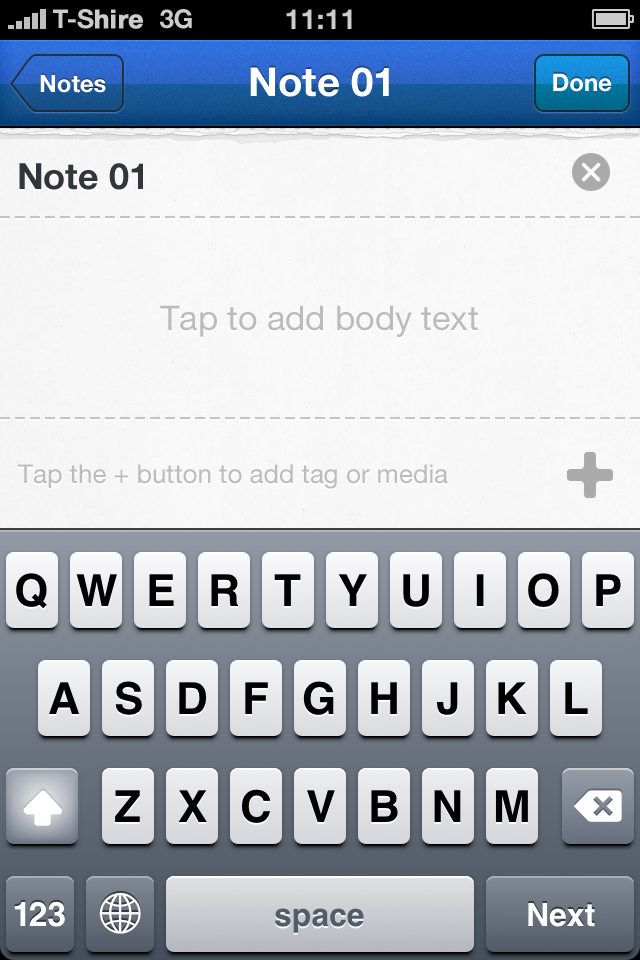 T-Shire 3G 11:11
Notes Note 01 Done
Note 01
Tap to add body text
Tap the + button to add tag or media
Q W E R T Y U I O P
A S D F G H J K L
Z X C V B N M
123 space Next